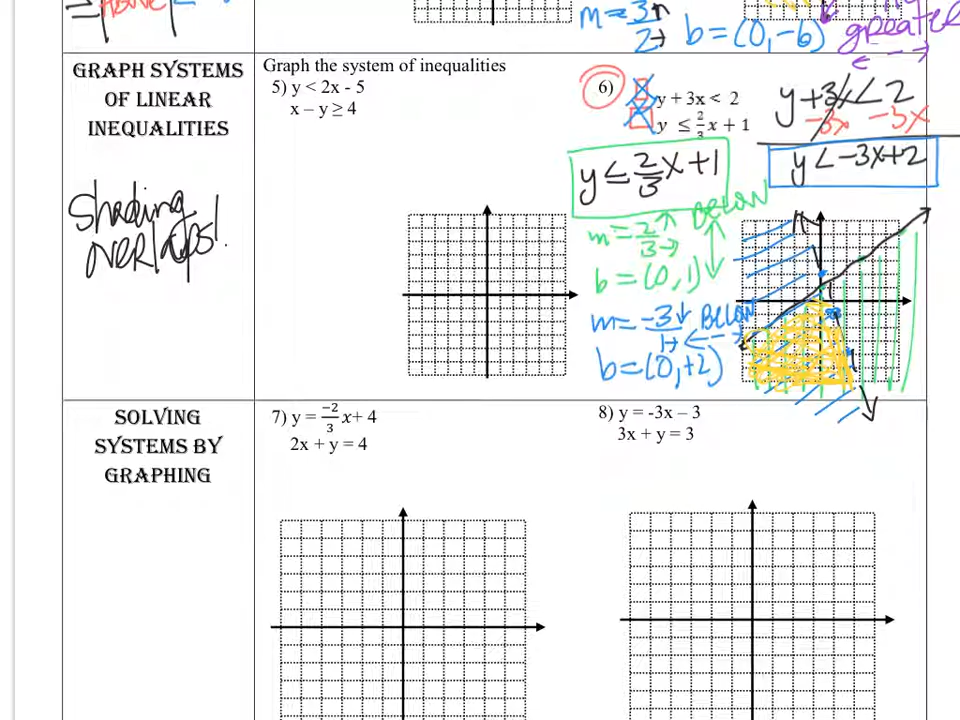 ABOVE
m = 3
2
b = (0, -6)
greater
GRAPH SYSTEMS
OF LINEAR
INEQUALITIES
Shading
overlaps!
Graph the system of inequalities
5) y < 2x - 5
x – y ≥ 4
6)
y + 3x < 2
y ≤ 2/3 x + 1
y + 3x < 2
-3x -3x
y < -3x + 2
y ≤ 2/3 x + 1
BELOW
m = 2/3
b = (0, 1)
m = -3/1
BELOW
b = (0, +2)
SOLVING
SYSTEMS BY
GRAPHING
7) y = −2/3 x + 4
2x + y = 4
8) y = -3x – 3
3x + y = 3